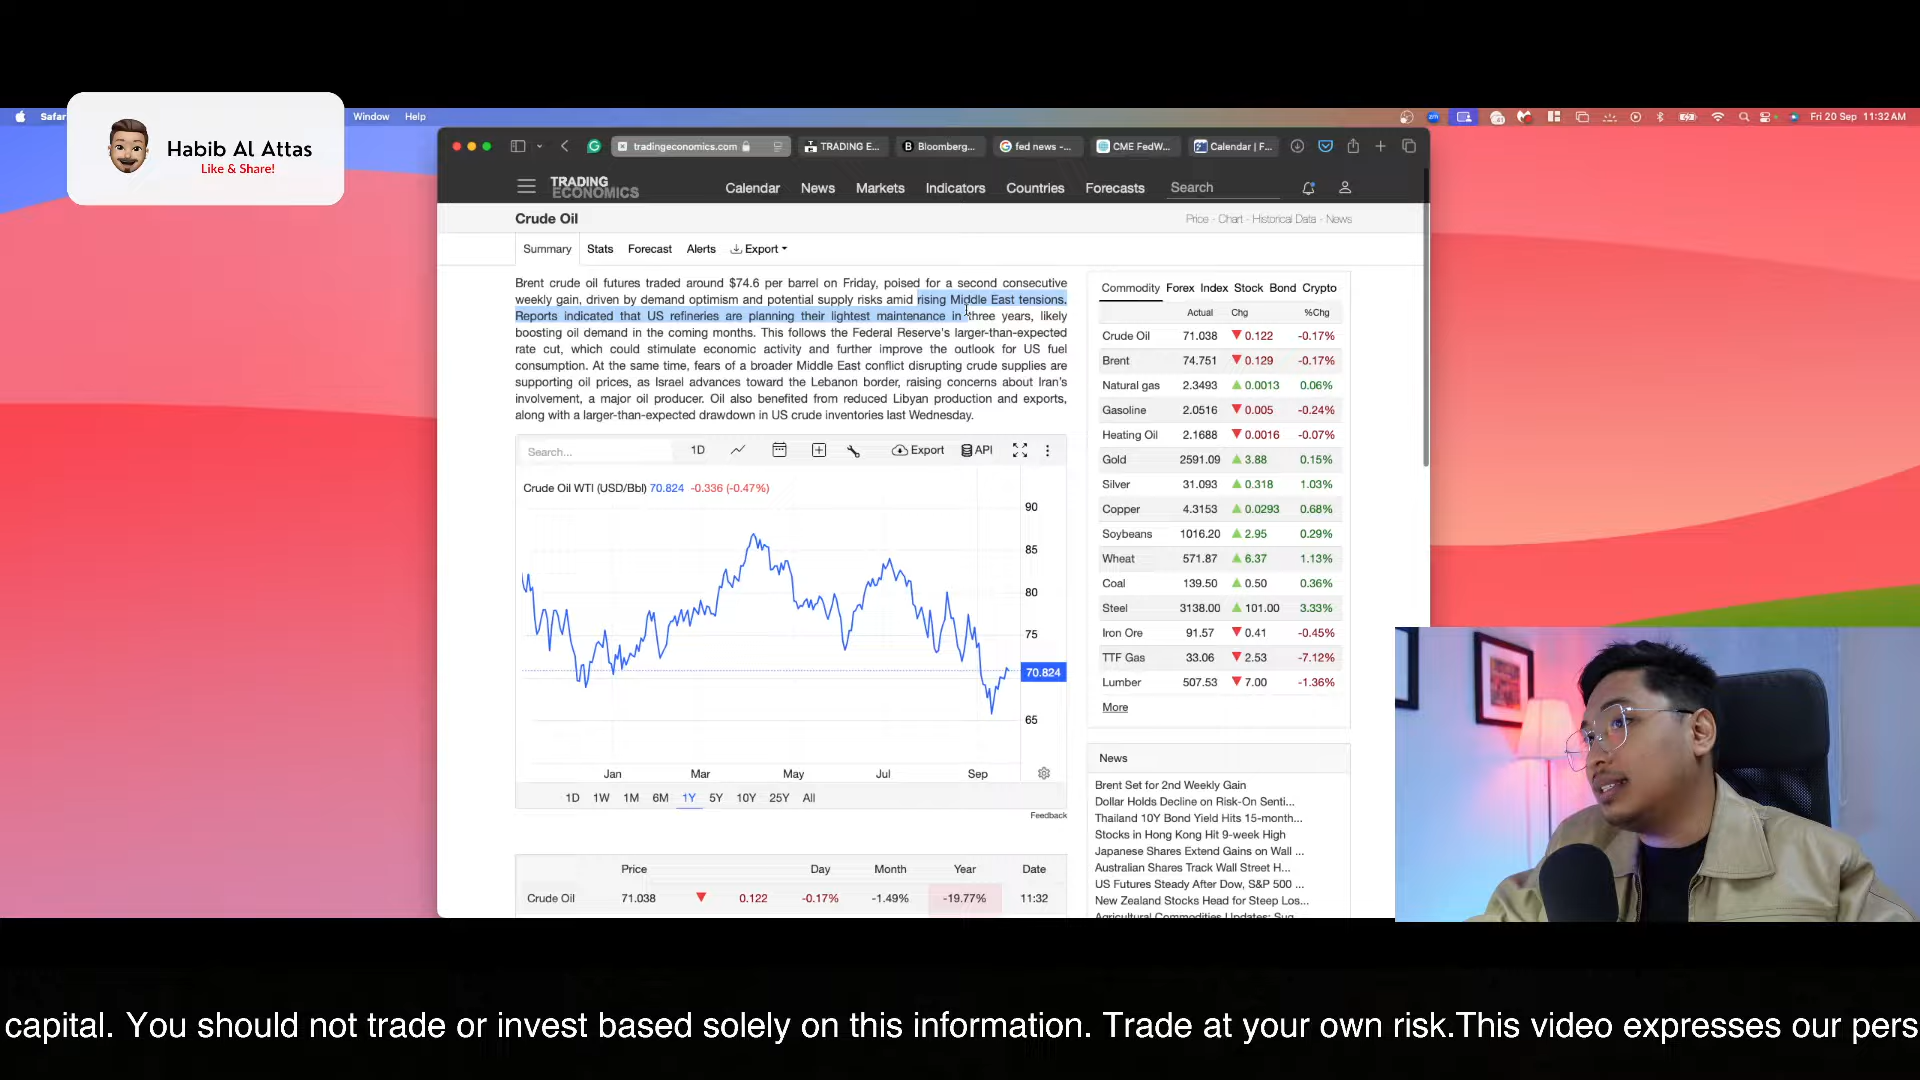 Habib Al Attas
Like & Share!
Safar
Window Help
Fri 20 Sep 11:32 AM
tradingeconomics.com
TRADING E...
Bloomberg...
fed news -...
CME FedW...
Calendar | F...
TRADING
ECONOMICS
Calendar News Markets Indicators Countries Forecasts Search
Crude Oil
Price - Chart - Historical Data - News
Summary Stats Forecast Alerts Export
Brent crude oil futures traded around $74.6 per barrel on Friday, poised for a second consecutive
weekly gain, driven by demand optimism and potential supply risks amid rising Middle East tensions.
Reports indicated that US refineries are planning their lightest maintenance in three years, likely
boosting oil demand in the coming months. This follows the Federal Reserve's larger-than-expected
rate cut, which could stimulate economic activity and further improve the outlook for US fuel
consumption. At the same time, fears of a broader Middle East conflict disrupting crude supplies are
supporting oil prices, as Israel advances toward the Lebanon border, raising concerns about Iran's
involvement, a major oil producer. Oil also benefited from reduced Libyan production and exports,
along with a larger-than-expected drawdown in US crude inventories last Wednesday.
Search... 1D Export API
Crude Oil WTI (USD/Bbl) 70.824 -0.336 (-0.47%)
90
85
80
75
70.824
65
Jan Mar May Jul Sep
1D 1W 1M 6M 1Y 5Y 10Y 25Y All
Feedback
Price Day Month Year Date
Crude Oil 71.038 0.122 -0.17% -1.49% -19.77% 11:32
Commodity Forex Index Stock Bond Crypto
Actual Chg %Chg
Crude Oil 71.038 0.122 -0.17%
Brent 74.751 0.129 -0.17%
Natural gas 2.3493 0.0013 0.06%
Gasoline 2.0516 0.005 -0.24%
Heating Oil 2.1688 0.0016 -0.07%
Gold 2591.09 3.88 0.15%
Silver 31.093 0.318 1.03%
Copper 4.3153 0.0293 0.68%
Soybeans 1016.20 2.95 0.29%
Wheat 571.87 6.37 1.13%
Coal 139.50 0.50 0.36%
Steel 3138.00 101.00 3.33%
Iron Ore 91.57 0.41 -0.45%
TTF Gas 33.06 2.53 -7.12%
Lumber 507.53 7.00 -1.36%
More
News
Brent Set for 2nd Weekly Gain
Dollar Holds Decline on Risk-On Senti...
Thailand 10Y Bond Yield Hits 15-month...
Stocks in Hong Kong Hit 9-week High
Japanese Shares Extend Gains on Wall ...
Australian Shares Track Wall Street H...
US Futures Steady After Dow, S&P 500 ...
New Zealand Stocks Head for Steep Los...
Agricultural Commodities Updates: Sug...
capital. You should not trade or invest based solely on this information. Trade at your own risk.This video expresses our pers